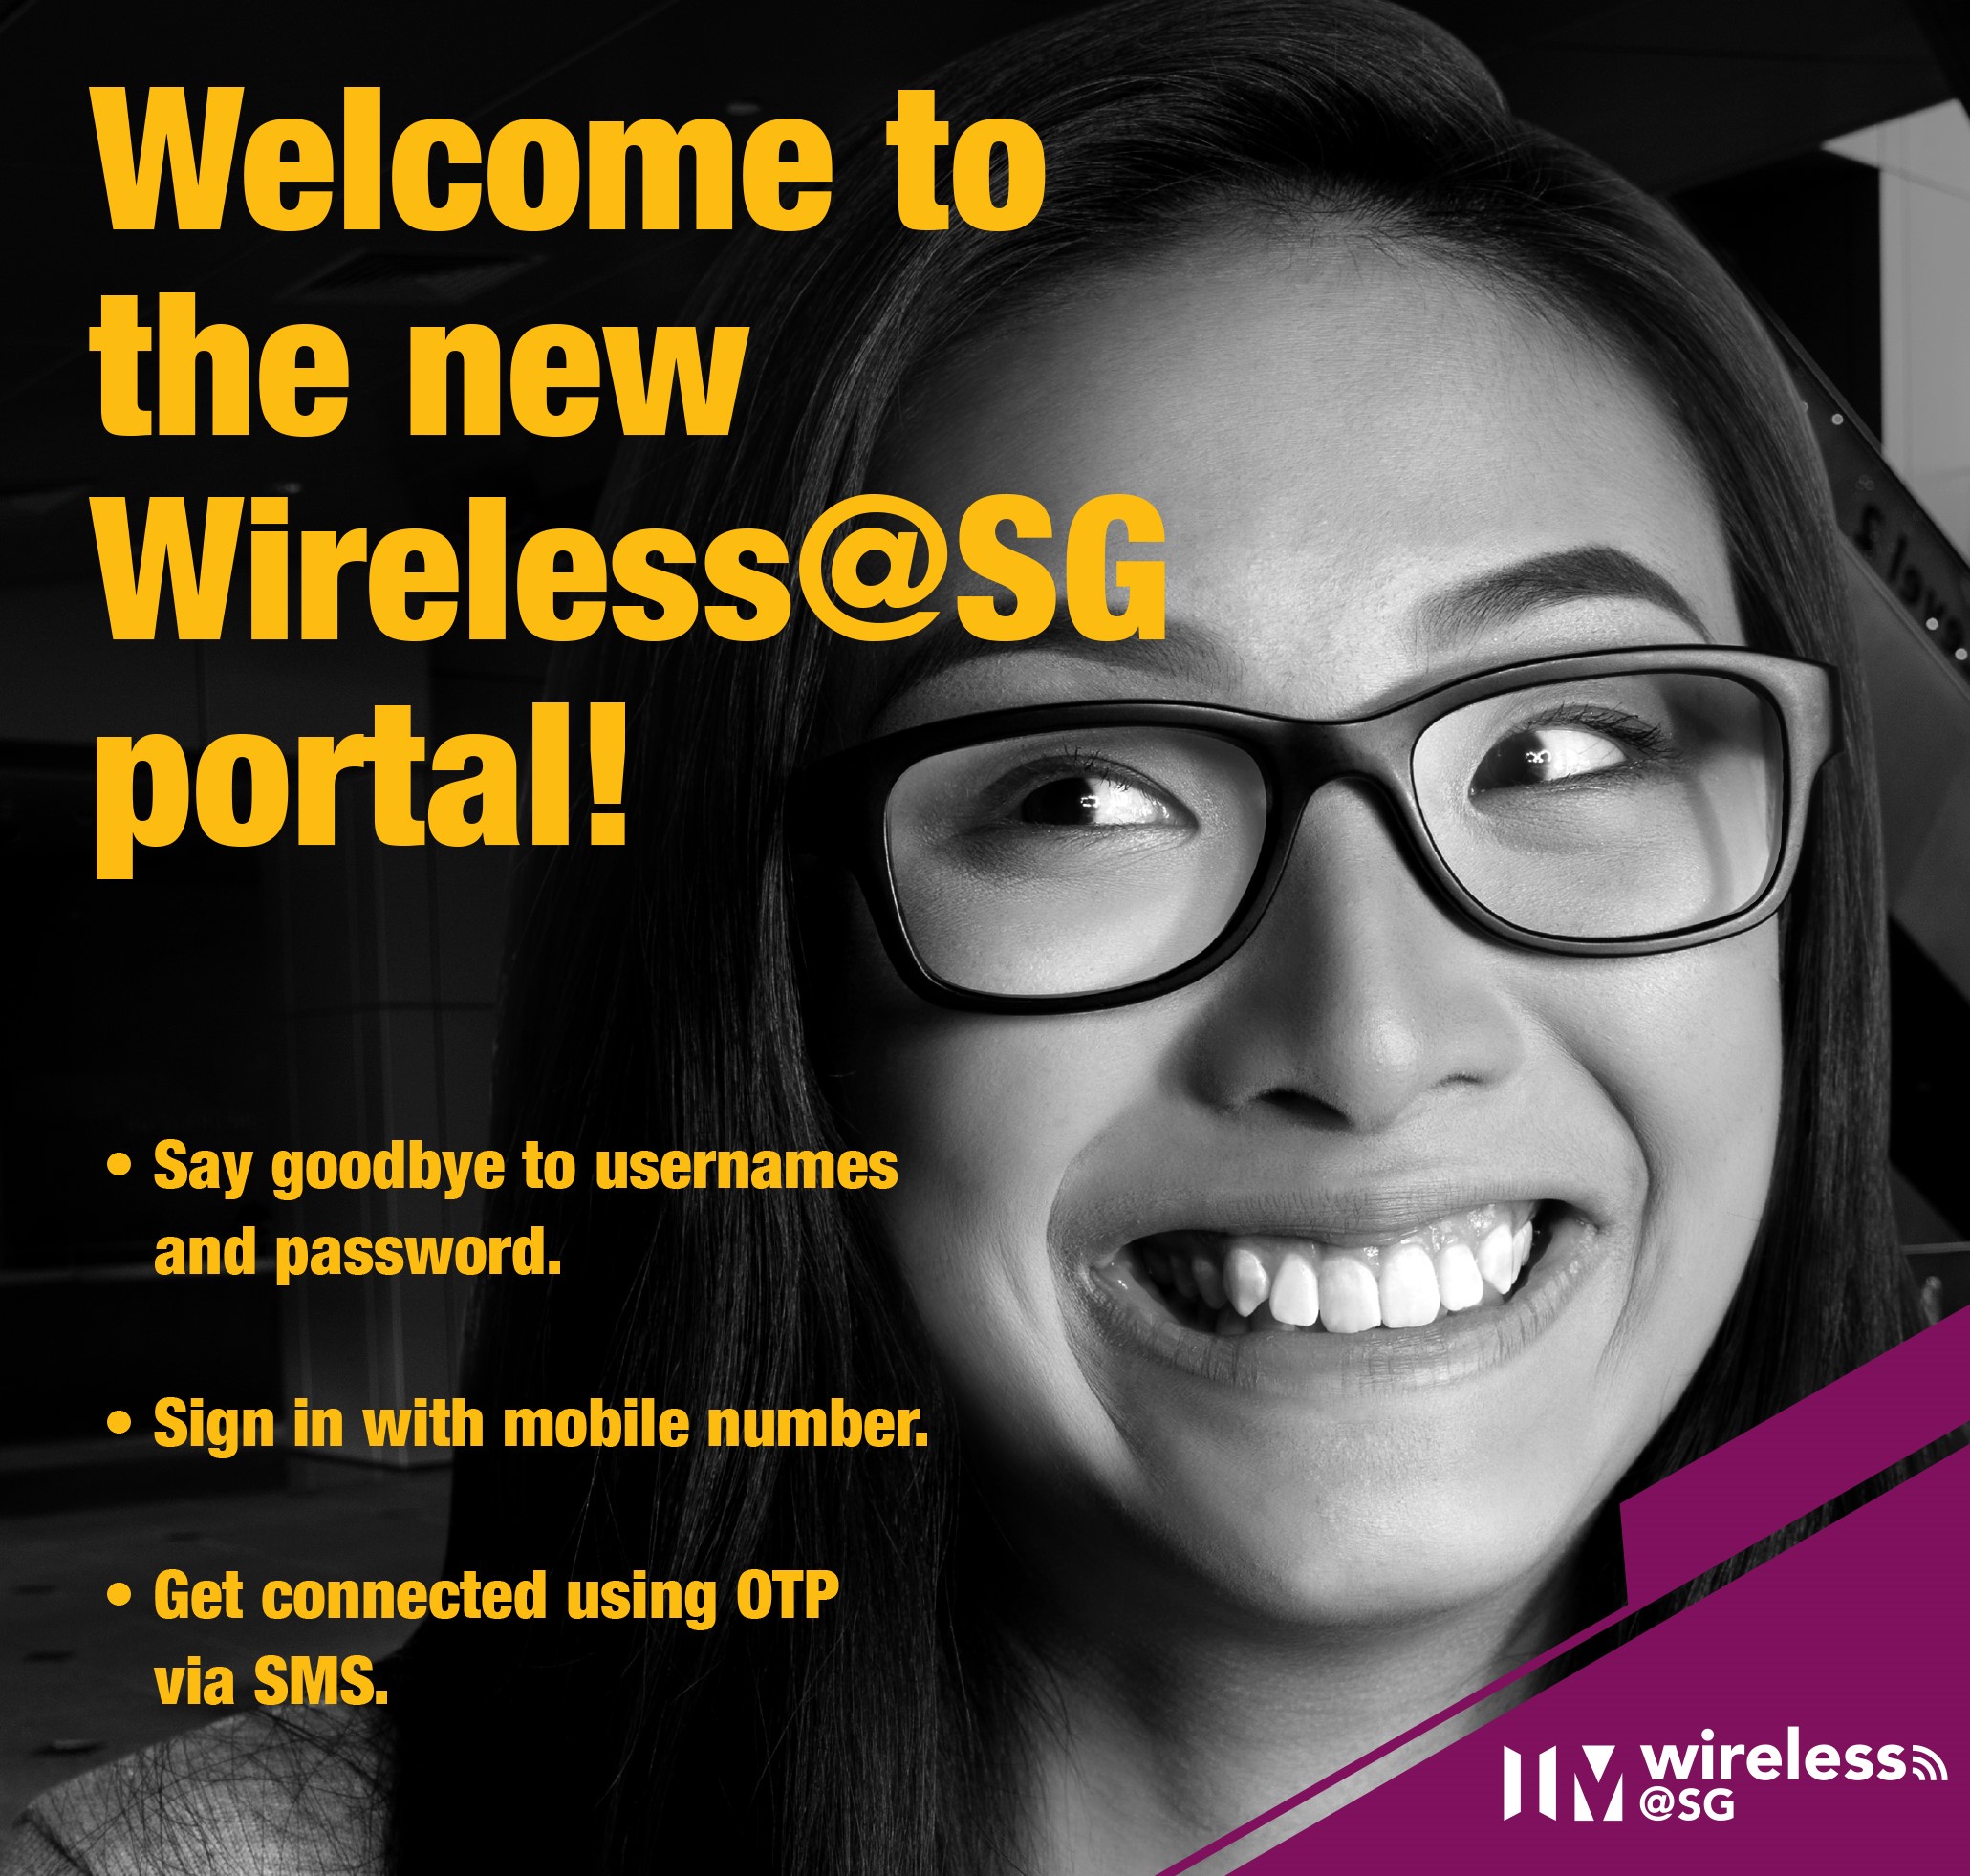 Welcome to
the new
Wireless@SG
portal!
• Say goodbye to usernames
and password.
• Sign in with mobile number.
• Get connected using OTP
via SMS.
wireless
@SG